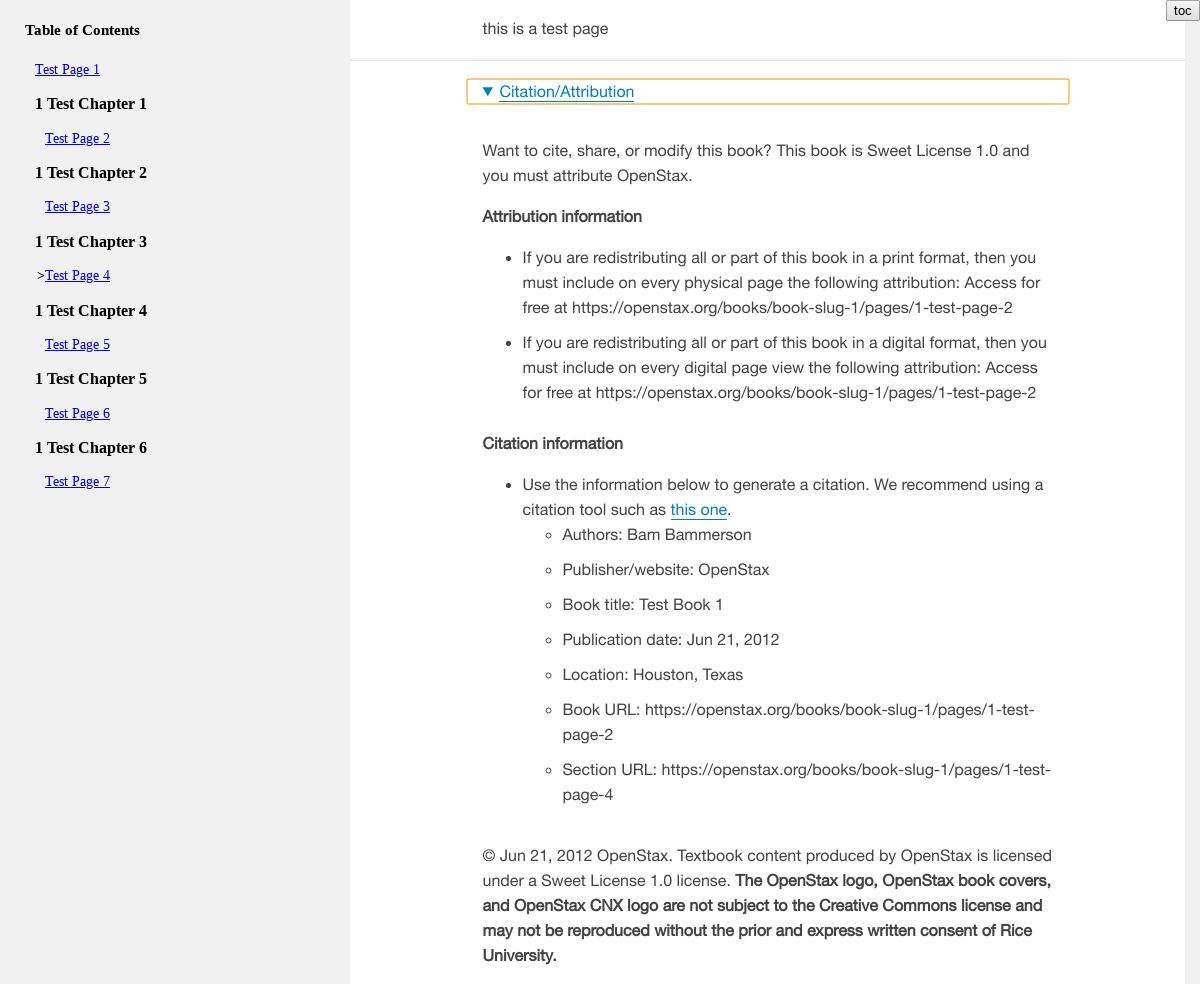 Table of Contents
Test Page 1
1 Test Chapter 1
Test Page 2
1 Test Chapter 2
Test Page 3
1 Test Chapter 3
>Test Page 4
1 Test Chapter 4
Test Page 5
1 Test Chapter 5
Test Page 6
1 Test Chapter 6
Test Page 7
toc
this is a test page
▼ Citation/Attribution
Want to cite, share, or modify this book? This book is Sweet License 1.0 and
you must attribute OpenStax.
Attribution information
• If you are redistributing all or part of this book in a print format, then you
must include on every physical page the following attribution: Access for
free at https://openstax.org/books/book-slug-1/pages/1-test-page-2
• If you are redistributing all or part of this book in a digital format, then you
must include on every digital page view the following attribution: Access
for free at https://openstax.org/books/book-slug-1/pages/1-test-page-2
Citation information
• Use the information below to generate a citation. We recommend using a
citation tool such as this one.
◦ Authors: Bam Bammerson
◦ Publisher/website: OpenStax
◦ Book title: Test Book 1
◦ Publication date: Jun 21, 2012
◦ Location: Houston, Texas
◦ Book URL: https://openstax.org/books/book-slug-1/pages/1-test-
page-2
◦ Section URL: https://openstax.org/books/book-slug-1/pages/1-test-
page-4
© Jun 21, 2012 OpenStax. Textbook content produced by OpenStax is licensed
under a Sweet License 1.0 license. The OpenStax logo, OpenStax book covers,
and OpenStax CNX logo are not subject to the Creative Commons license and
may not be reproduced without the prior and express written consent of Rice
University.